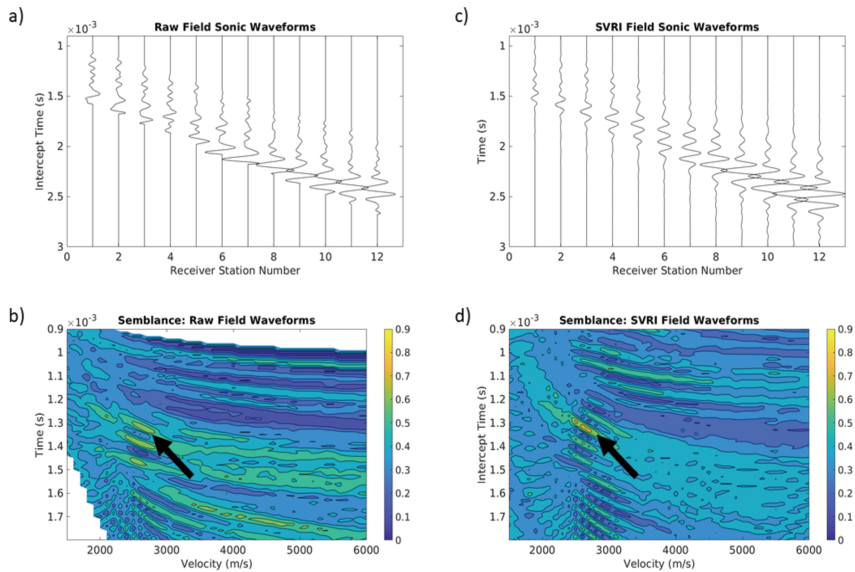 a)
Raw Field Sonic Waveforms
×10⁻³
1
1.5
2
2.5
3
Intercept Time (s)
0 2 4 6 8 10 12
Receiver Station Number
c)
SVRI Field Sonic Waveforms
×10⁻³
1
1.5
2
2.5
3
Time (s)
0 2 4 6 8 10 12
Receiver Station Number
b)
Semblance: Raw Field Waveforms
×10⁻³
0.9
1
1.1
1.2
1.3
1.4
1.5
1.6
1.7
Time (s)
2000 3000 4000 5000 6000
Velocity (m/s)
0.9
0.8
0.7
0.6
0.5
0.4
0.3
0.2
0.1
0
d)
Semblance: SVRI Field Waveforms
×10⁻³
0.9
1
1.1
1.2
1.3
1.4
1.5
1.6
1.7
Intercept Time (s)
2000 3000 4000 5000 6000
Velocity (m/s)
0.9
0.8
0.7
0.6
0.5
0.4
0.3
0.2
0.1
0